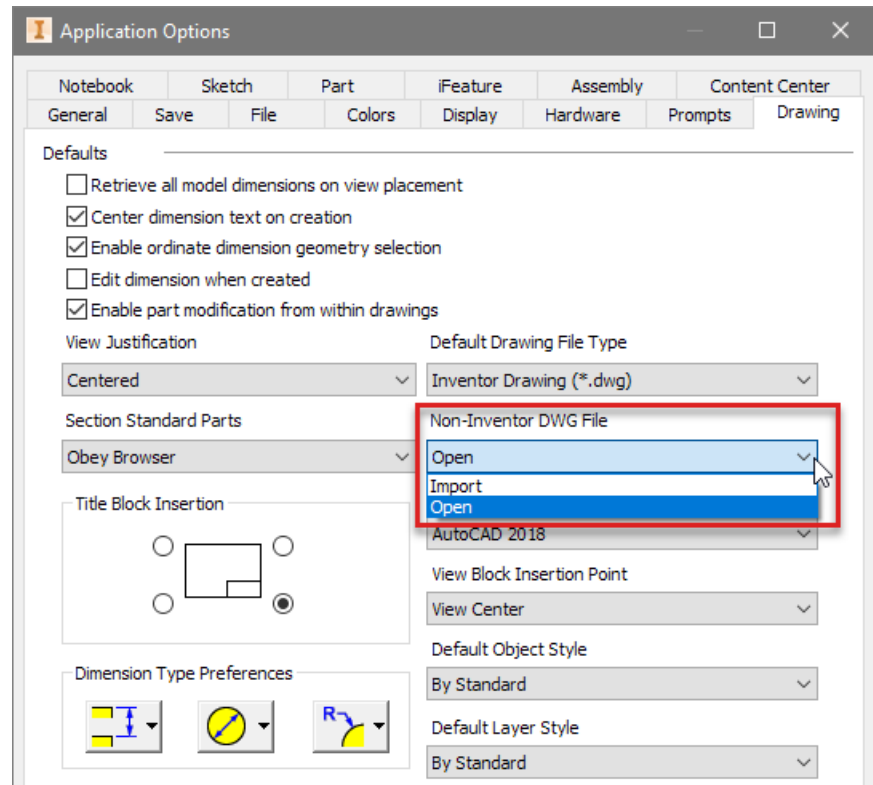 Application Options
Notebook Sketch Part iFeature Assembly Content Center
General Save File Colors Display Hardware Prompts Drawing
Defaults
Retrieve all model dimensions on view placement
Center dimension text on creation
Enable ordinate dimension geometry selection
Edit dimension when created
Enable part modification from within drawings
View Justification
Centered
Default Drawing File Type
Inventor Drawing (*.dwg)
Section Standard Parts
Obey Browser
Non-Inventor DWG File
Open
Import
Open
AutoCAD 2018
Title Block Insertion
View Block Insertion Point
View Center
Default Object Style
By Standard
Dimension Type Preferences
R
Default Layer Style
By Standard